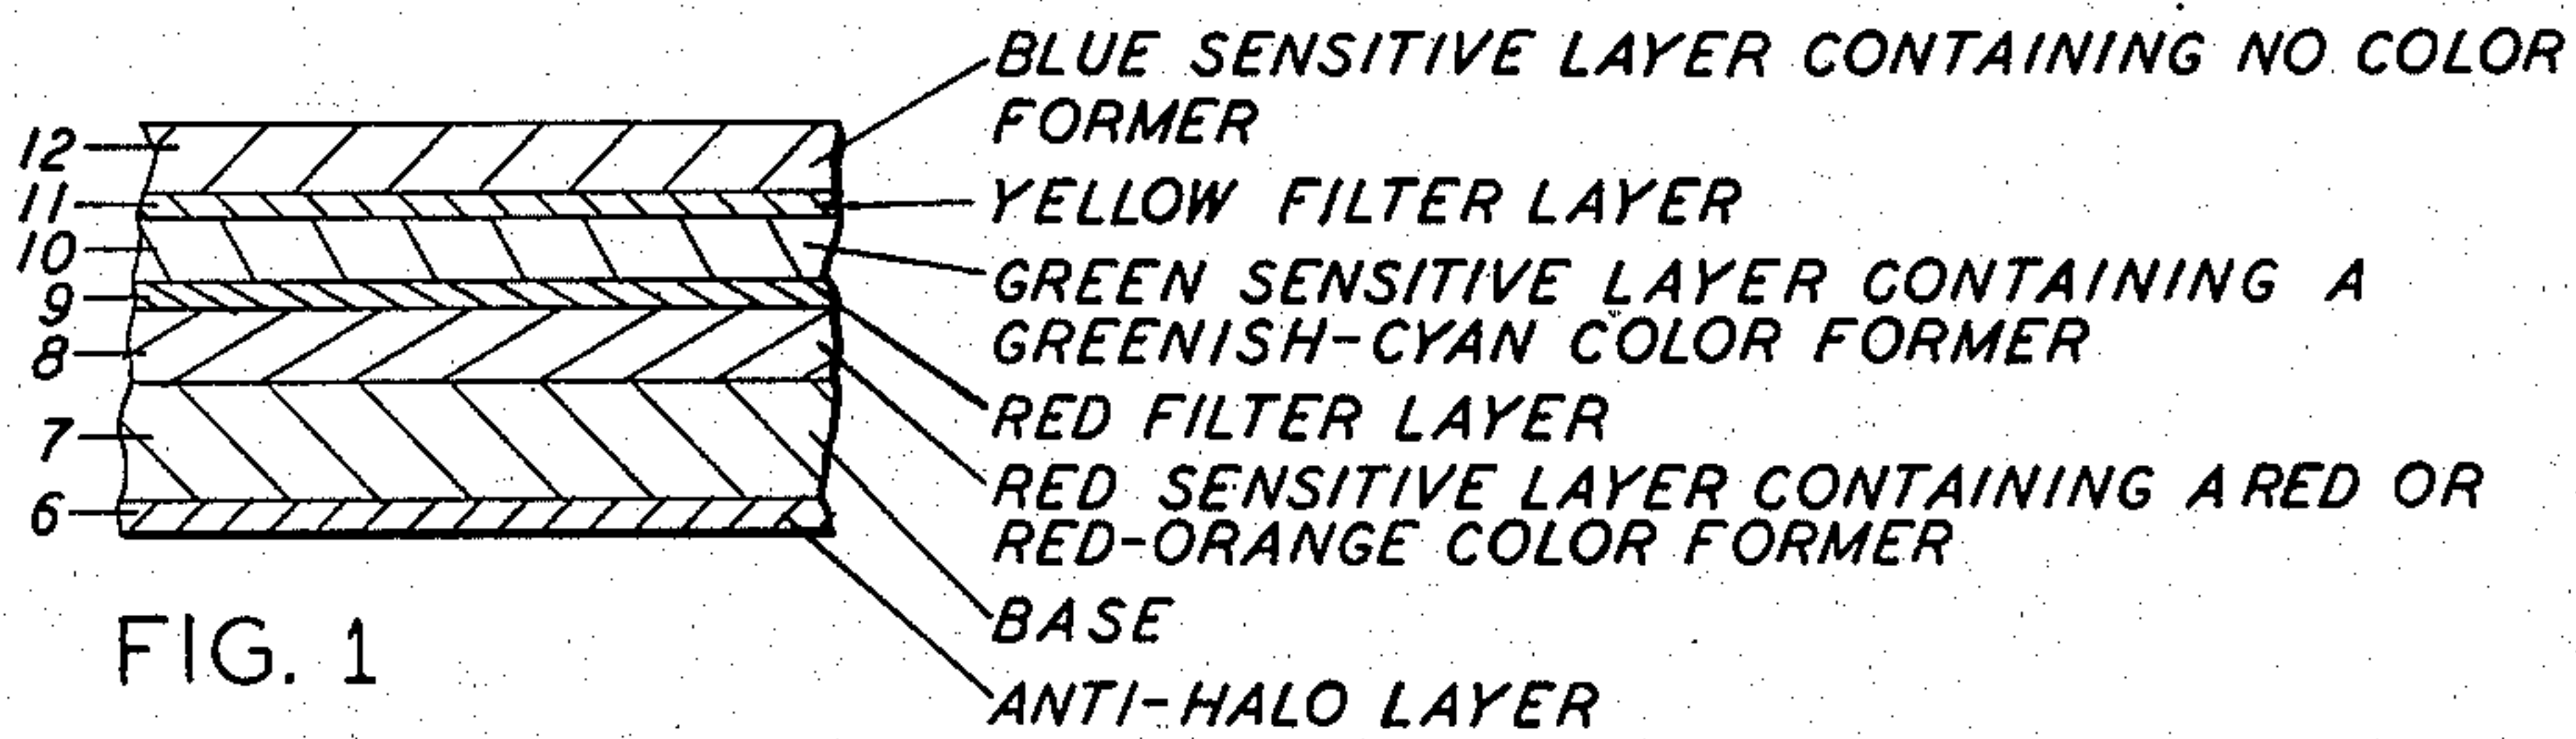 BLUE SENSITIVE LAYER CONTAINING NO COLOR
FORMER
12
YELLOW FILTER LAYER
11
10
GREEN SENSITIVE LAYER CONTAINING A
GREENISH-CYAN COLOR FORMER
9
8
RED FILTER LAYER
7
RED SENSITIVE LAYER CONTAINING A RED OR
RED-ORANGE COLOR FORMER
6
BASE
FIG. 1
ANTI-HALO LAYER